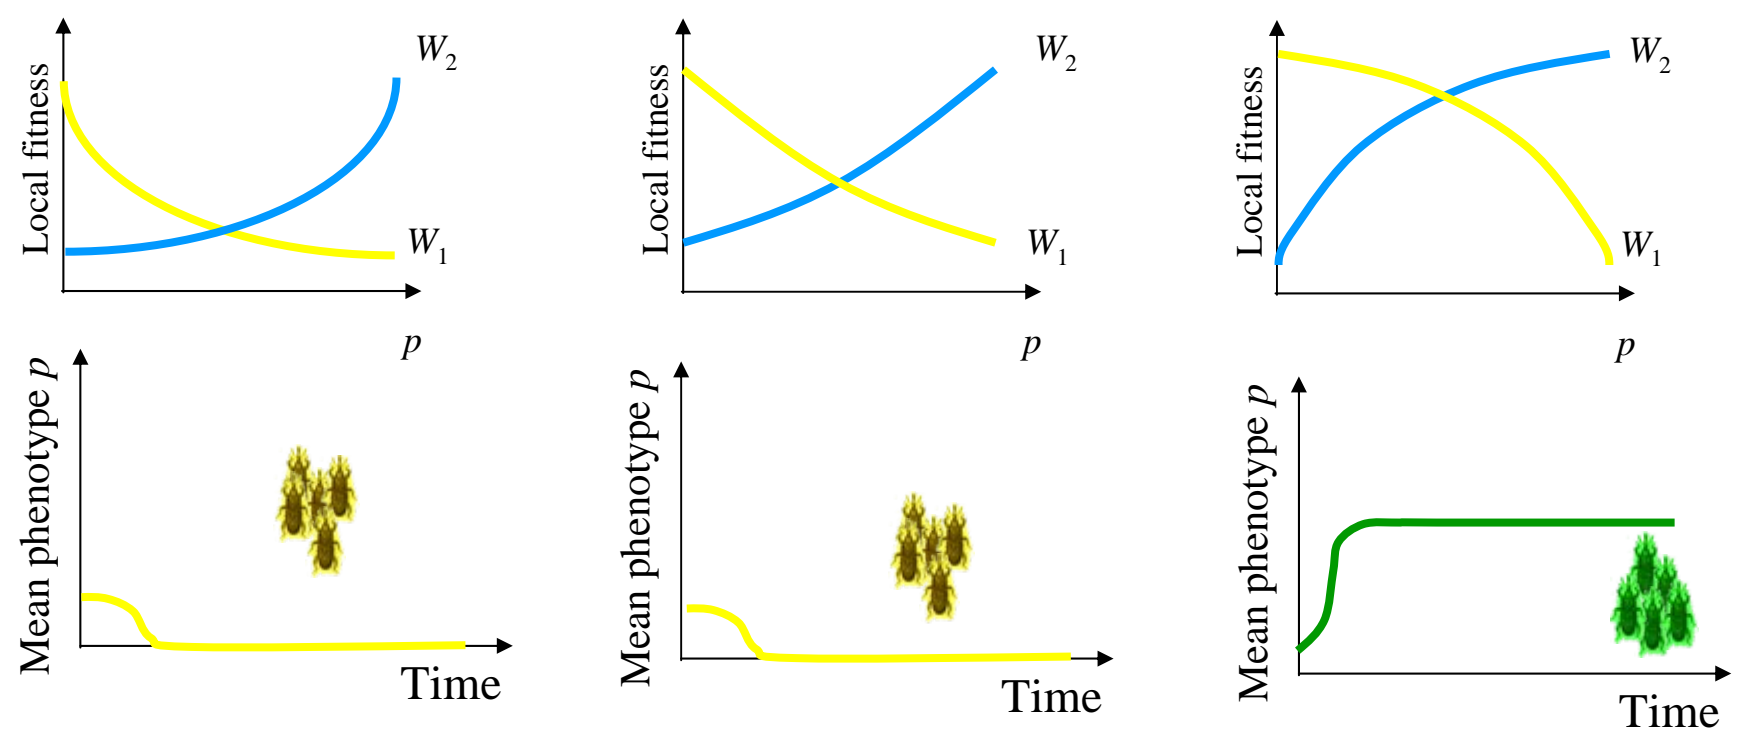 Local fitness
W2
W1
p
Local fitness
W2
W1
p
Local fitness
W2
W1
p
Mean phenotype p
Time
Mean phenotype p
Time
Mean phenotype p
Time